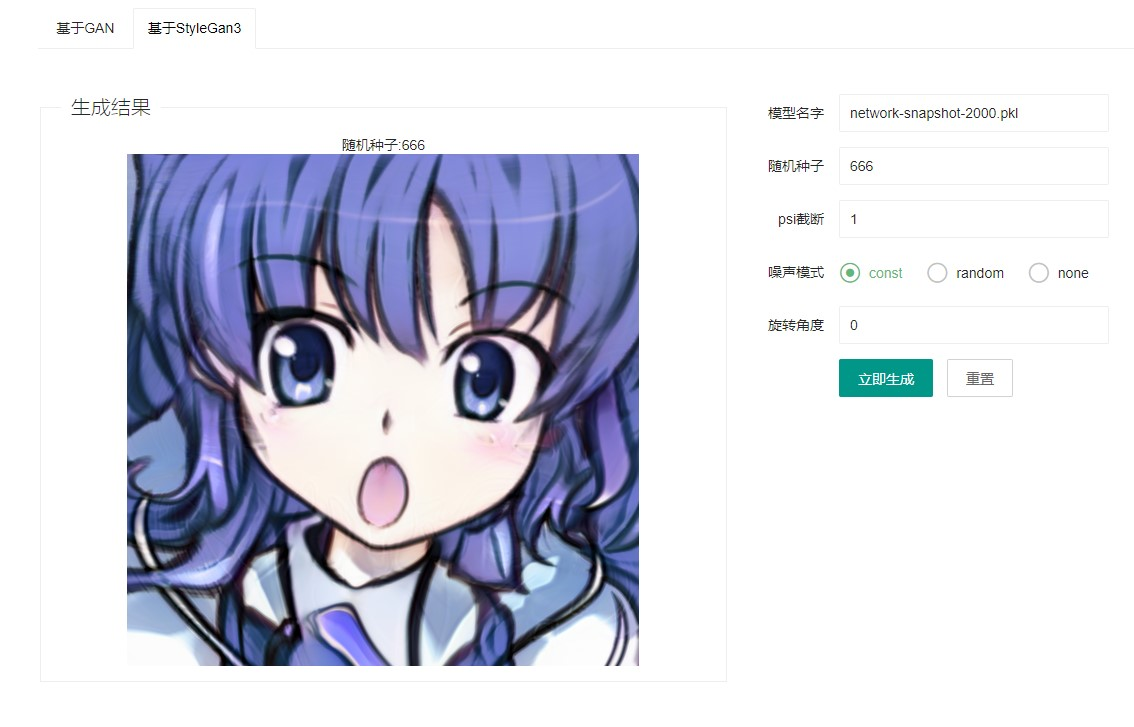 基于GAN
基于StyleGan3
生成结果
随机种子:666
模型名字
network-snapshot-2000.pkl
随机种子
666
psi截断
1
噪声模式
const
random
none
旋转角度
0
立即生成
重置